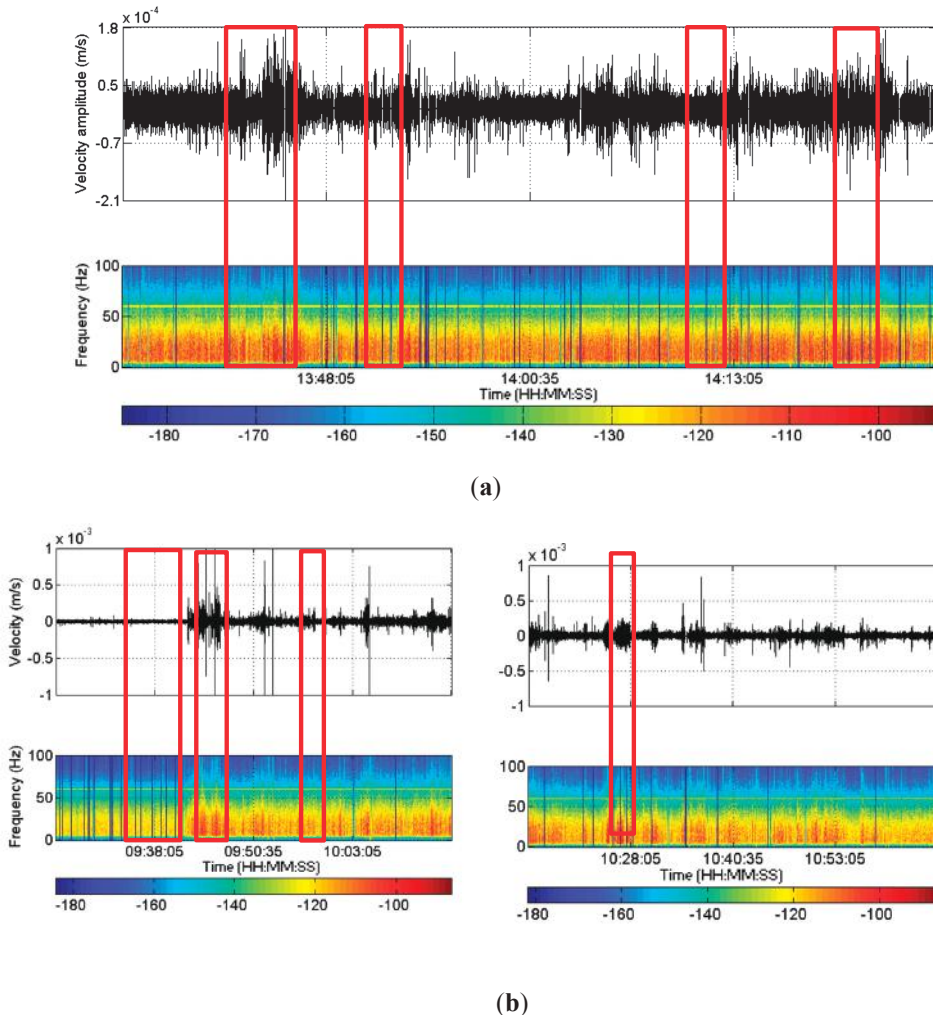 x 10-4
1.8
0.5
-0.7
-2.1
Velocity amplitude (m/s)
100
50
0
Frequency (Hz)
13:48:05 14:00:35 14:13:05
Time (HH:MM:SS)
-180 -170 -160 -150 -140 -130 -120 -110 -100
(a)
x 10-3
1
0.5
0
-0.5
-1
Velocity (m/s)
100
50
0
Frequency (Hz)
09:38:05 09:50:35 10:03:05
Time (HH:MM:SS)
-180 -160 -140 -120 -100
x 10-3
1
0.5
0
-0.5
-1
100
50
0
10:28:05 10:40:35 10:53:05
Time (HH:MM:SS)
-180 -160 -140 -120 -100
(b)